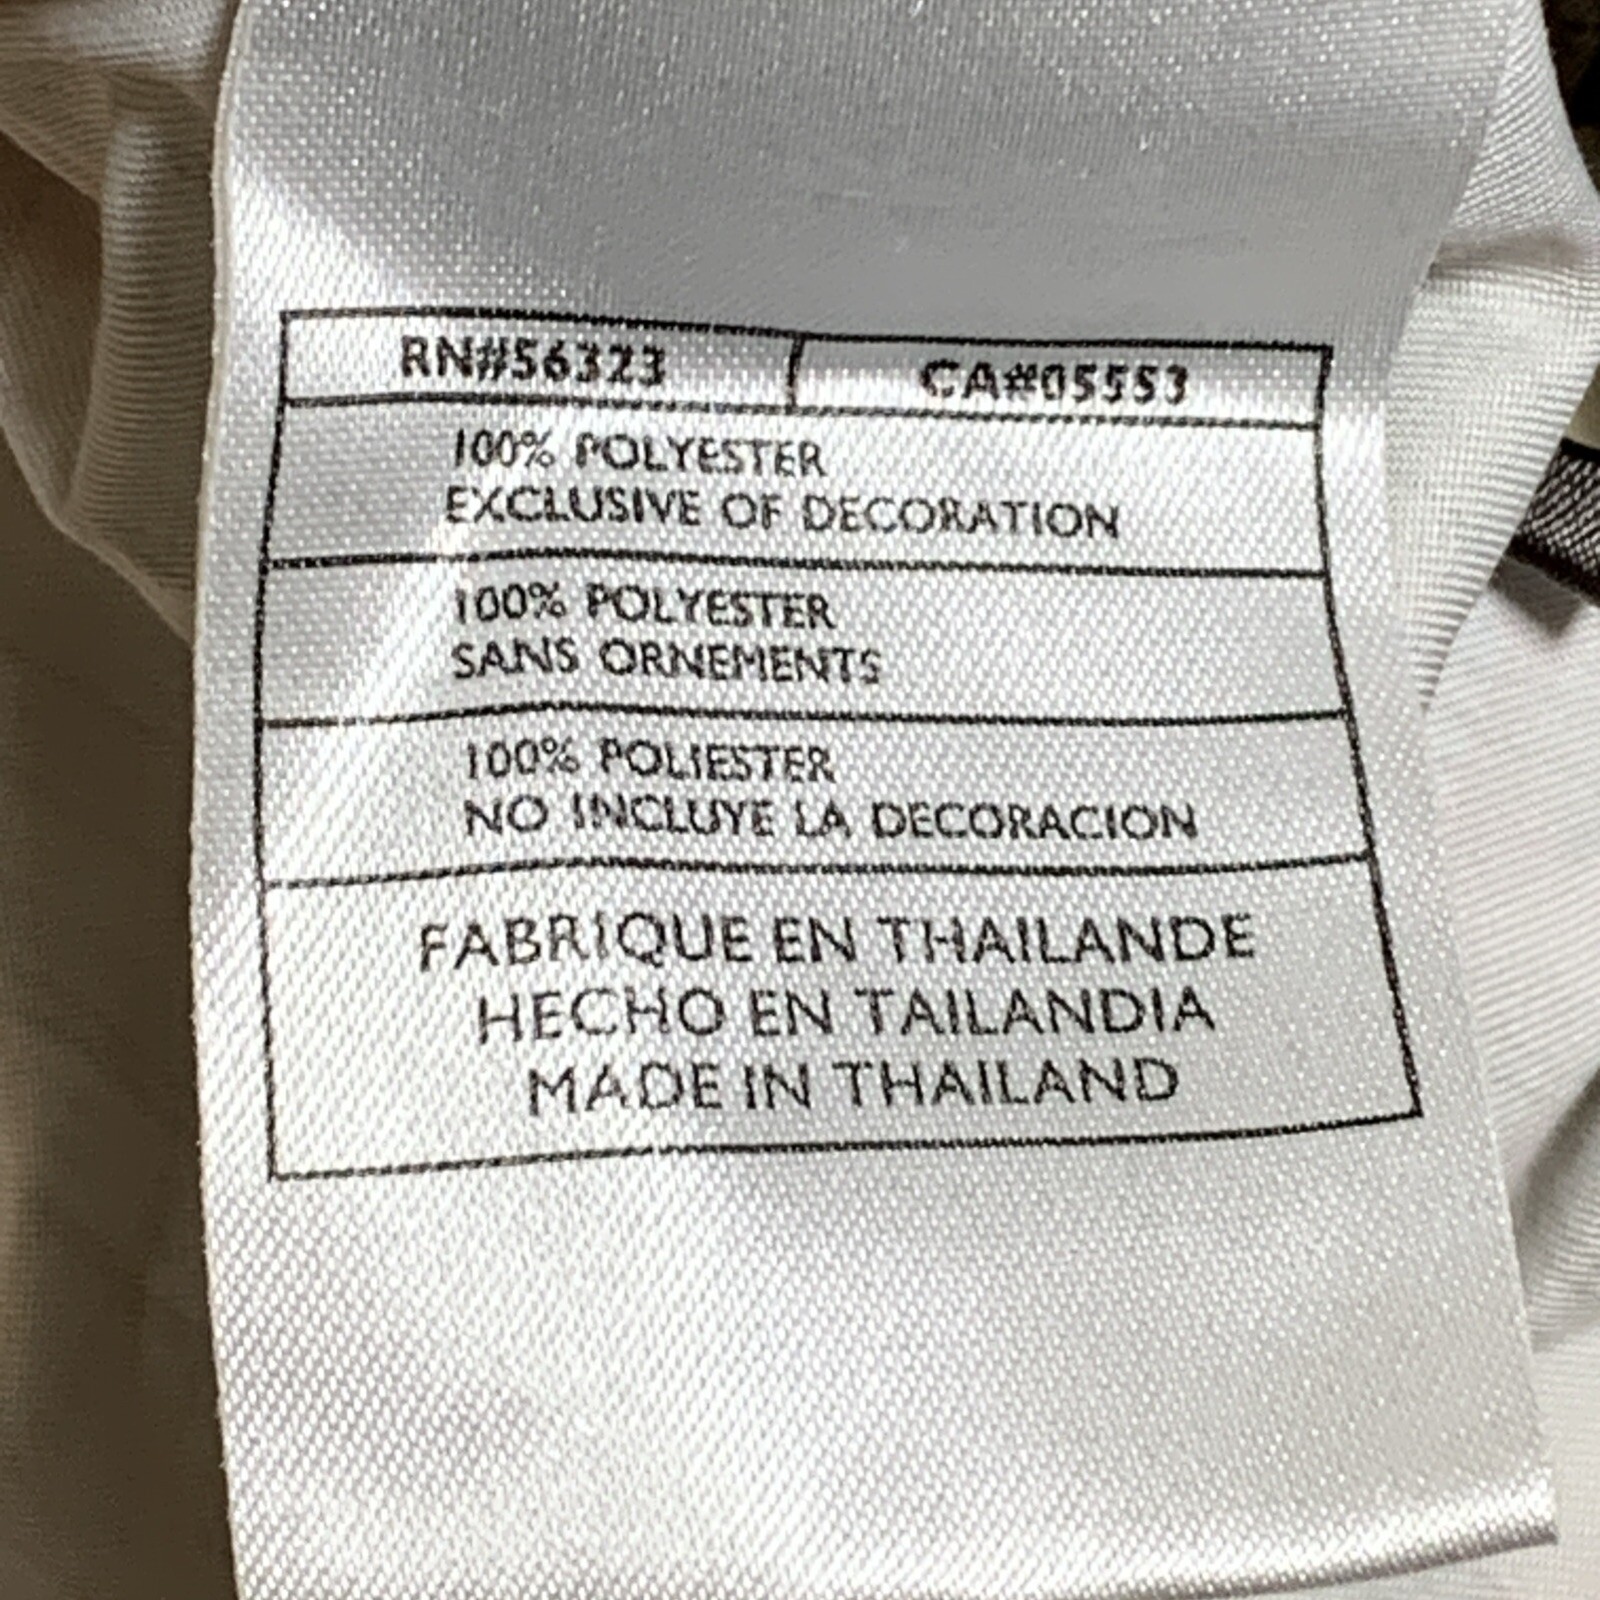 RN#56323 CA#05553
100% POLYESTER
EXCLUSIVE OF DECORATION
100% POLYESTER
SANS ORNEMENTS
100% POLIESTER
NO INCLUYE LA DECORACION
FABRIQUE EN THAILANDE
HECHO EN TAILANDIA
MADE IN THAILAND